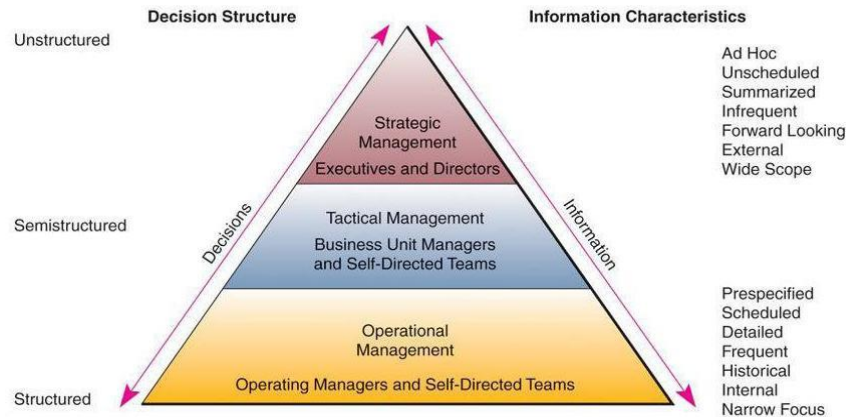 Decision Structure
Information Characteristics
Unstructured
Semistructured
Structured
Decisions
Strategic
Management
Executives and Directors
Tactical Management
Business Unit Managers
and Self-Directed Teams
Operational
Management
Operating Managers and Self-Directed Teams
Information
Ad Hoc
Unscheduled
Summarized
Infrequent
Forward Looking
External
Wide Scope
Prespecified
Scheduled
Detailed
Frequent
Historical
Internal
Narrow Focus